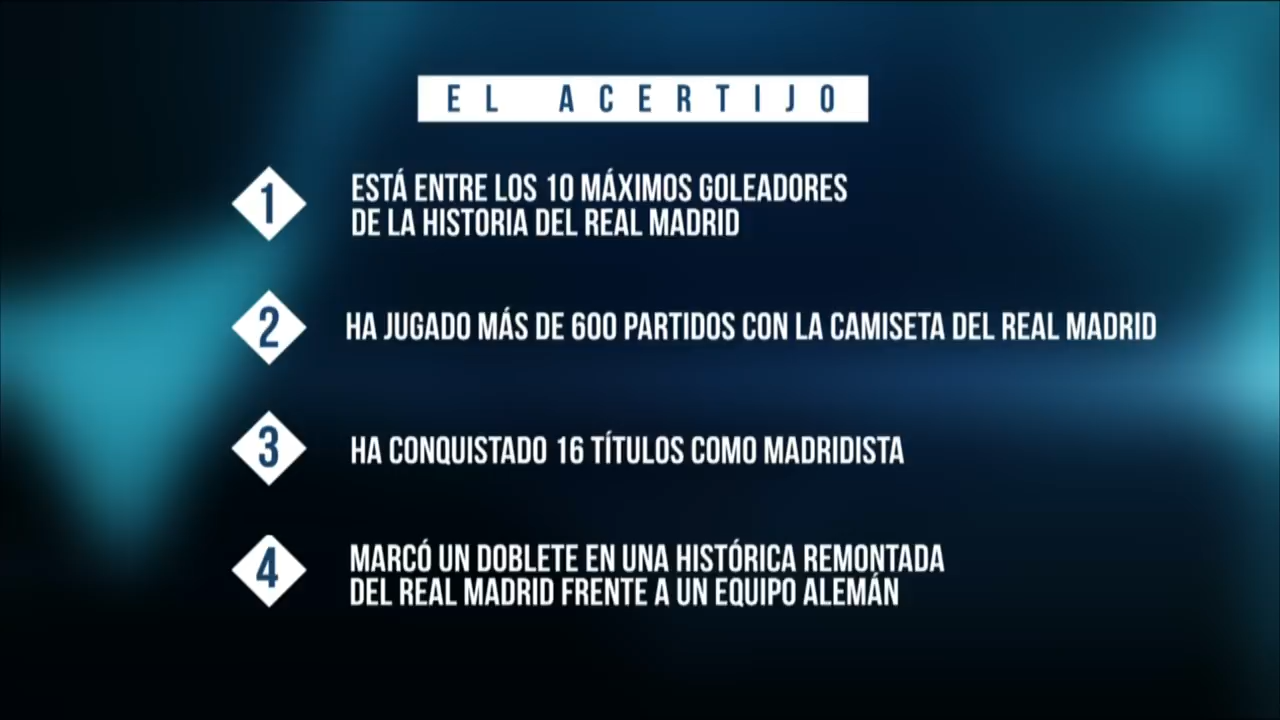 EL ACERTIJO
1
ESTÁ ENTRE LOS 10 MÁXIMOS GOLEADORES
DE LA HISTORIA DEL REAL MADRID
2
HA JUGADO MÁS DE 600 PARTIDOS CON LA CAMISETA DEL REAL MADRID
3
HA CONQUISTADO 16 TÍTULOS COMO MADRIDISTA
4
MARCÓ UN DOBLETE EN UNA HISTÓRICA REMONTADA
DEL REAL MADRID FRENTE A UN EQUIPO ALEMÁN